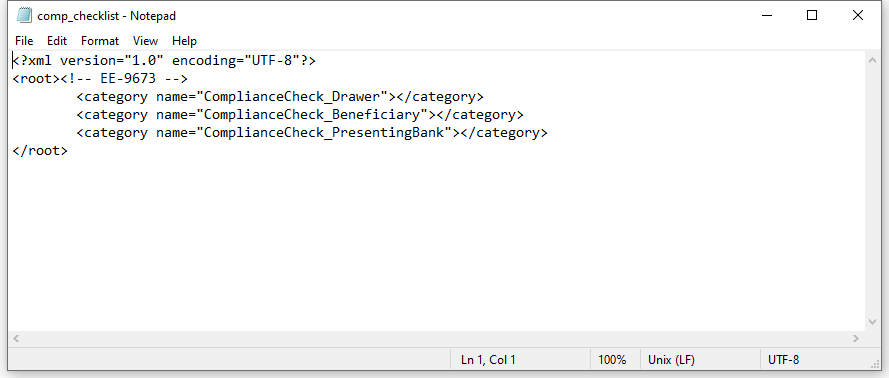 comp_checklist - Notepad
File Edit Format View Help
<?xml version="1.0" encoding="UTF-8"?>
<root><!-- EE-9673 -->
        <category name="ComplianceCheck_Drawer"></category>
        <category name="ComplianceCheck_Beneficiary"></category>
        <category name="ComplianceCheck_PresentingBank"></category>
</root>
Ln 1, Col 1 100% Unix (LF) UTF-8